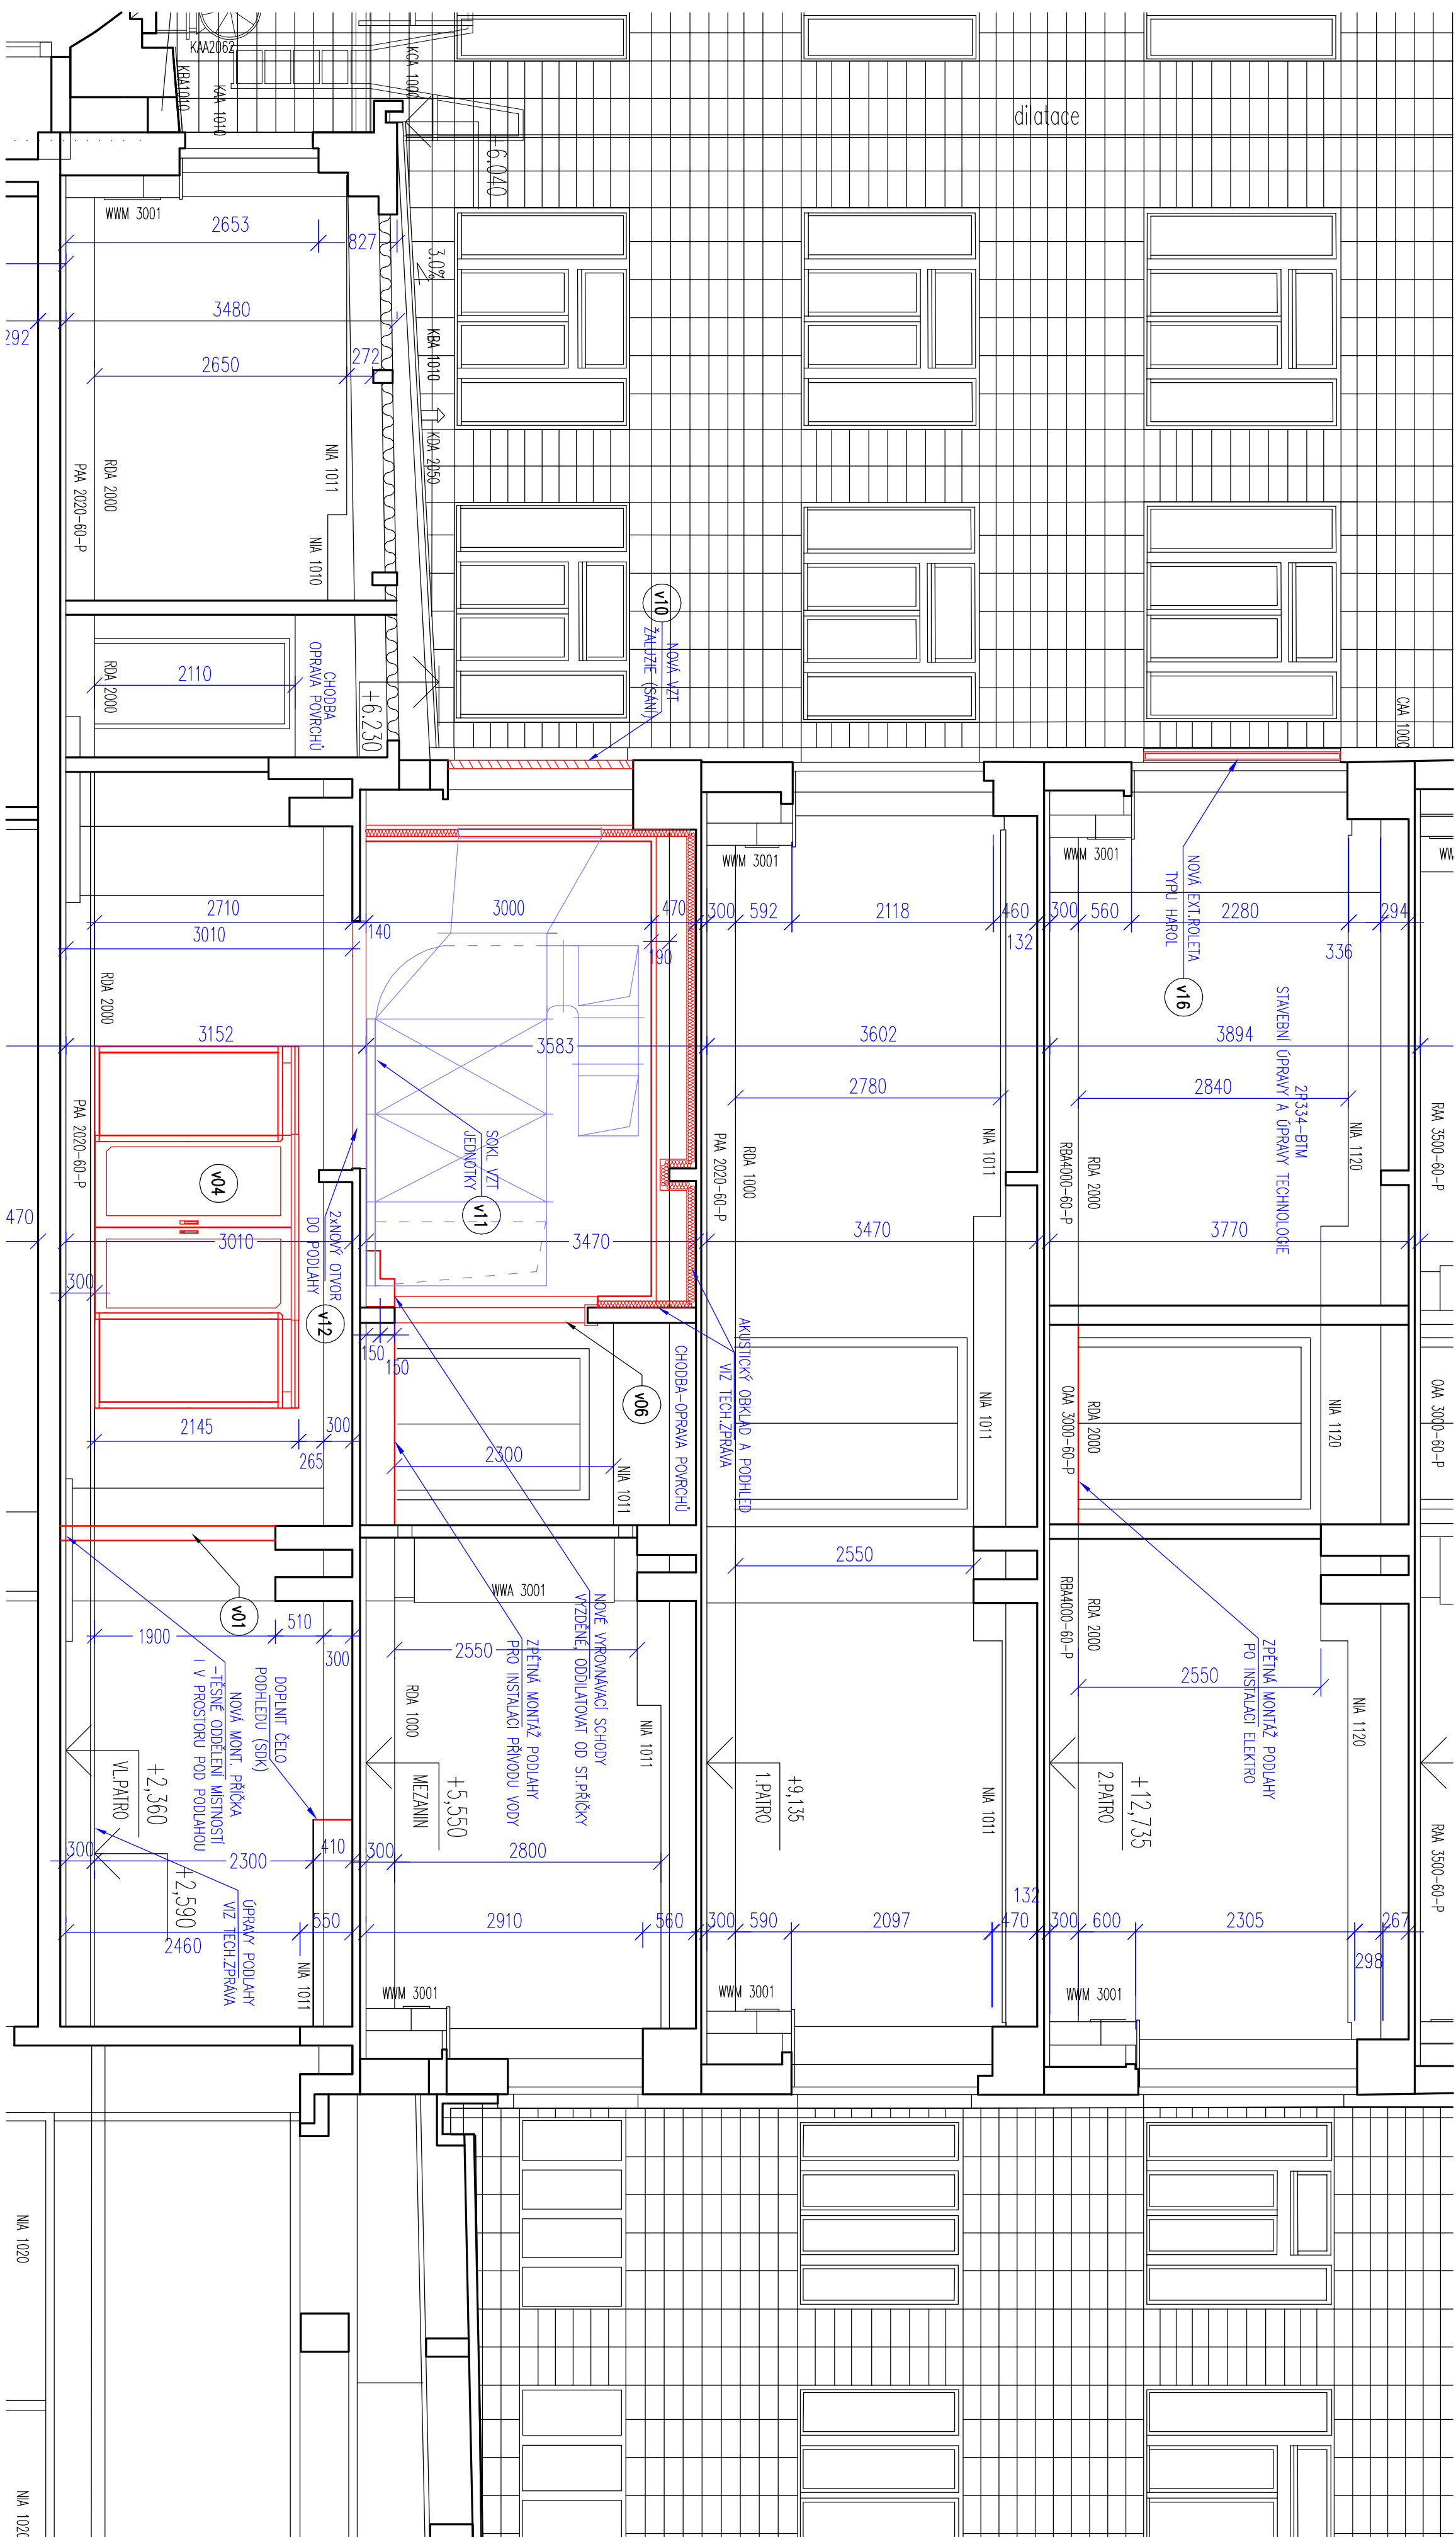 KAA2062
KBA1010
KAA 1010
KCA 1000
+6.040
dilatace
WWM 3001
2653
827
3.0%
3480
292
KBA 1010
2650
272
KDA 2050
NIA 1011
RDA 2000
PAA 2020-60-P
NIA 1010
v10
NOVÁ VZT
ŽALUZIE (SÁNÍ)
CHODBA
OPRAVA POVRCHŮ
2110
RDA 2000
+6.230
CAA 1000
WWM 3001
WWM 3001
NOVÁ EXT.ROLETA
TYPU HAROL
v16
2710
3010
140
3000
470
190
300
592
2118
460
132
300
560
2280
336
294
RDA 2000
STAVEBNÍ ÚPRAVY A ÚPRAVY TECHNOLOGIE
2P334-BTM
3152
3583
3602
3894
2780
2840
PAA 2020-60-P
SOKL VZT
JEDNOTKY
v11
PAA 2020-60-P
RDA 1000
NIA 1011
RBA4000-60-P
RDA 2000
NIA 1120
RAA 3500-60-P
v04
470
3010
300
2xNOVÝ OTVOR
DO PODLAHY
v12
3470
3470
3770
150
150
v06
AKUSTICKÝ OBKLAD A PODHLED
VIZ TECH.ZPRÁVA
CHODBA-OPRAVA POVRCHŮ
2145
265
300
2300
NIA 1011
NIA 1011
OAA 3000-60-P
RDA 2000
NIA 1120
OAA 3000-60-P
2550
v01
WWA 3001
1900
510
300
2550
NOVÉ VYROVNÁVACÍ SCHODY
VYZDĚNÉ, ODDILATOVAT OD ST.PŘÍČKY
ZPĚTNÁ MONTÁŽ PODLAHY
PRO INSTALACI PŘÍVODU VODY
RBA4000-60-P
RDA 2000
ZPĚTNÁ MONTÁŽ PODLAHY
PO INSTALACI ELEKTRO
2550
DOPLNIT ČELO
PODHLEDU (SDK)
NOVÁ MONT. PŘÍČKA
-TĚSNÉ ODDĚLENÍ MÍSTNOSTÍ
I V PROSTORU POD PODLAHOU
RDA 1000
NIA 1011
NIA 1011
NIA 1120
RAA 3500-60-P
+2,360
VL.PATRO
+5,550
MEZANIN
+9,135
1.PATRO
+12,735
2.PATRO
+2,590
300
2300
410
300
2800
2460
550
2910
560
300
590
2097
470
132
300
600
2305
298
267
ÚPRAVY PODLAHY
VIZ TECH.ZPRÁVA
NIA 1011
WWM 3001
WWM 3001
WWM 3001
NIA 1020
NIA 1020